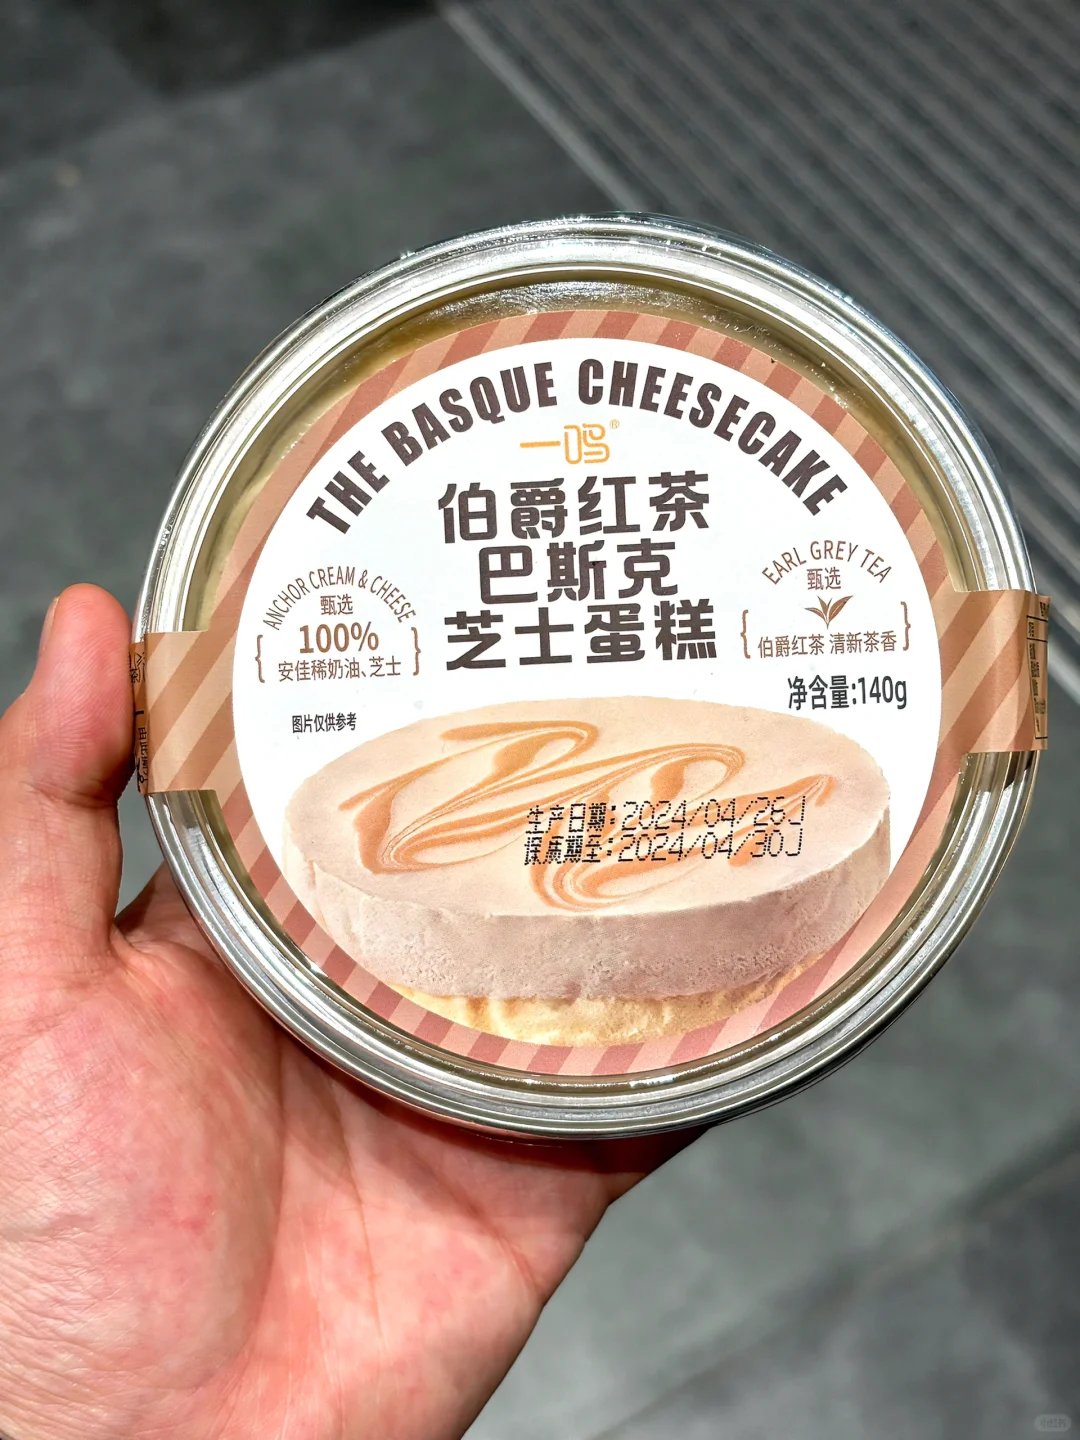 THE BASQUE CHEESECAKE
一鸣®
伯爵红茶
巴斯克
芝士蛋糕
ANCHOR CREAM & CHEESE
甄选
100%
安佳稀奶油、芝士
EARL GREY TEA
甄选
伯爵红茶 清新茶香
净含量:140g
图片仅供参考
生产日期:2024/04/26J
保质期至:2024/04/30J